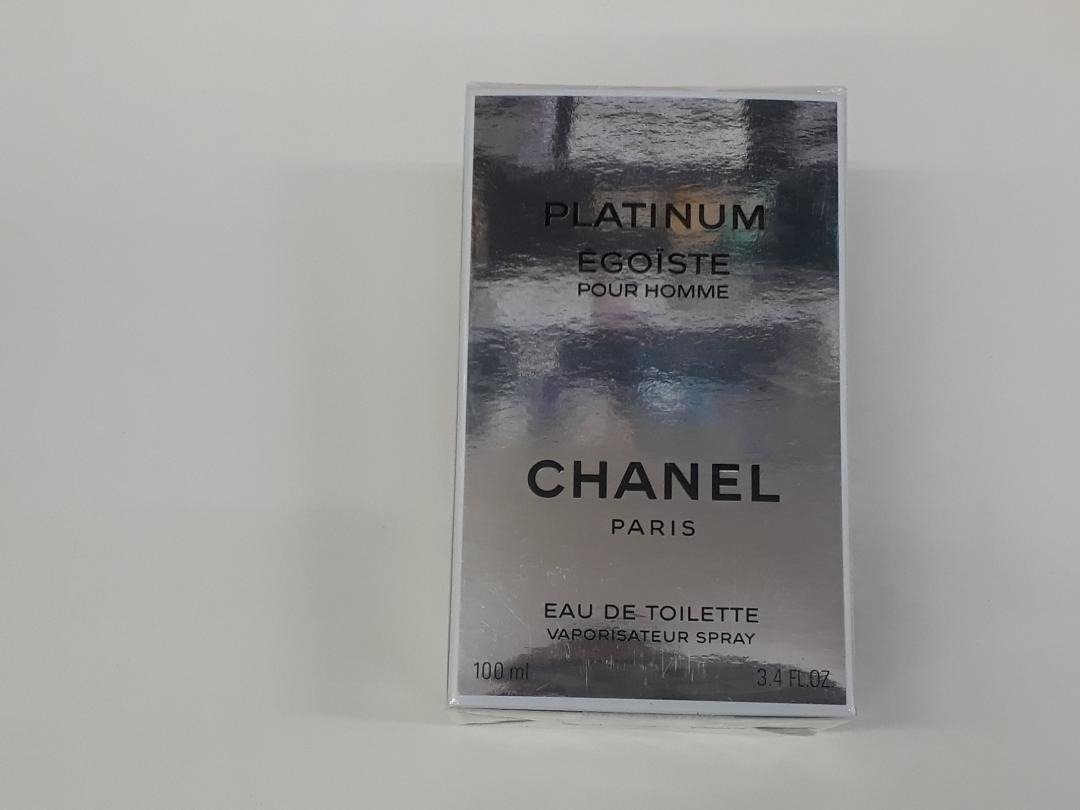 PLATINUM
ÉGOÏSTE
POUR HOMME
CHANEL
PARIS
EAU DE TOILETTE
VAPORISATEUR SPRAY
100 ml 3.4 FL.OZ.